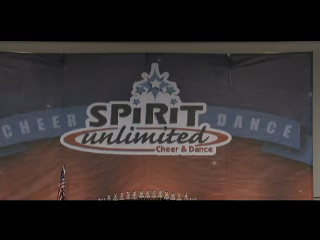 CHEER
SPiRiT
unlimited
Cheer & Dance
DANCE